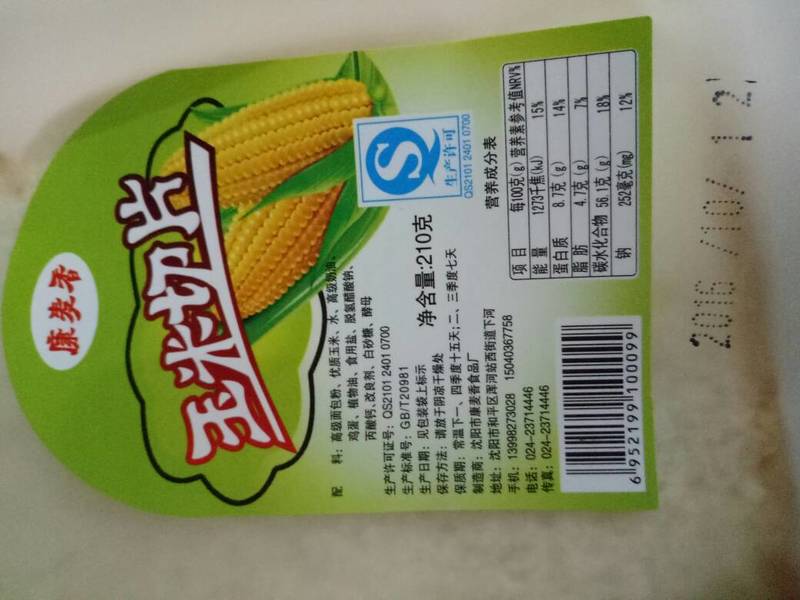 康麦香
玉米切片
生产许可
QS2101 2401 0700
配 料：高级面包粉、优质玉米、水、高级奶油、
鸡蛋、植物油、食用盐、脱氢醋酸钠、
丙酸钙、改良剂、白砂糖、酵母
生产许可证号：QS2101 2401 0700
生产标准号：GB/T20981
生产日期：见包装袋上标示
保存方法：请放于阴凉干燥处
保质期：常温下一、四季度十五天;二、三季度七天
制造商：沈阳市康麦香食品厂
地址：沈阳市和平区浑河站西街道下河
手机：13998273028 15040367758
电话：024-23714446
传真：024-23714446
净含量:210克
营养成分表
项 目 每100克(g) 营养素参考值NRV%
能 量 1273千焦(kJ) 15%
蛋白质 8.7克(g) 14%
脂 肪 4.7克(g) 7%
碳水化合物 56.1克(g) 18%
钠 252毫克(mg) 12%
6952199100099
2016/10/12